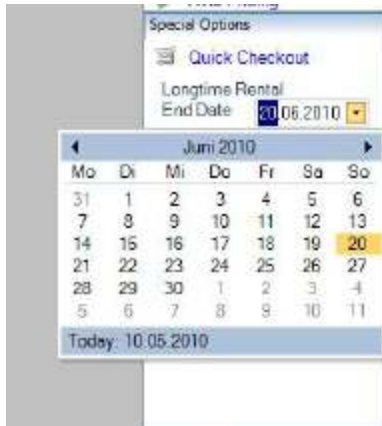 Special Options
Quick Checkout
Longtime Rental
End Date 20.06.2010
Juni 2010
Mo Di Mi Do Fr Sa So
31 1 2 3 4 5 6
7 8 9 10 11 12 13
14 15 16 17 18 19 20
21 22 23 24 25 26 27
28 29 30 1 2 3 4
5 6 7 8 9 10 11
Today: 10.05.2010